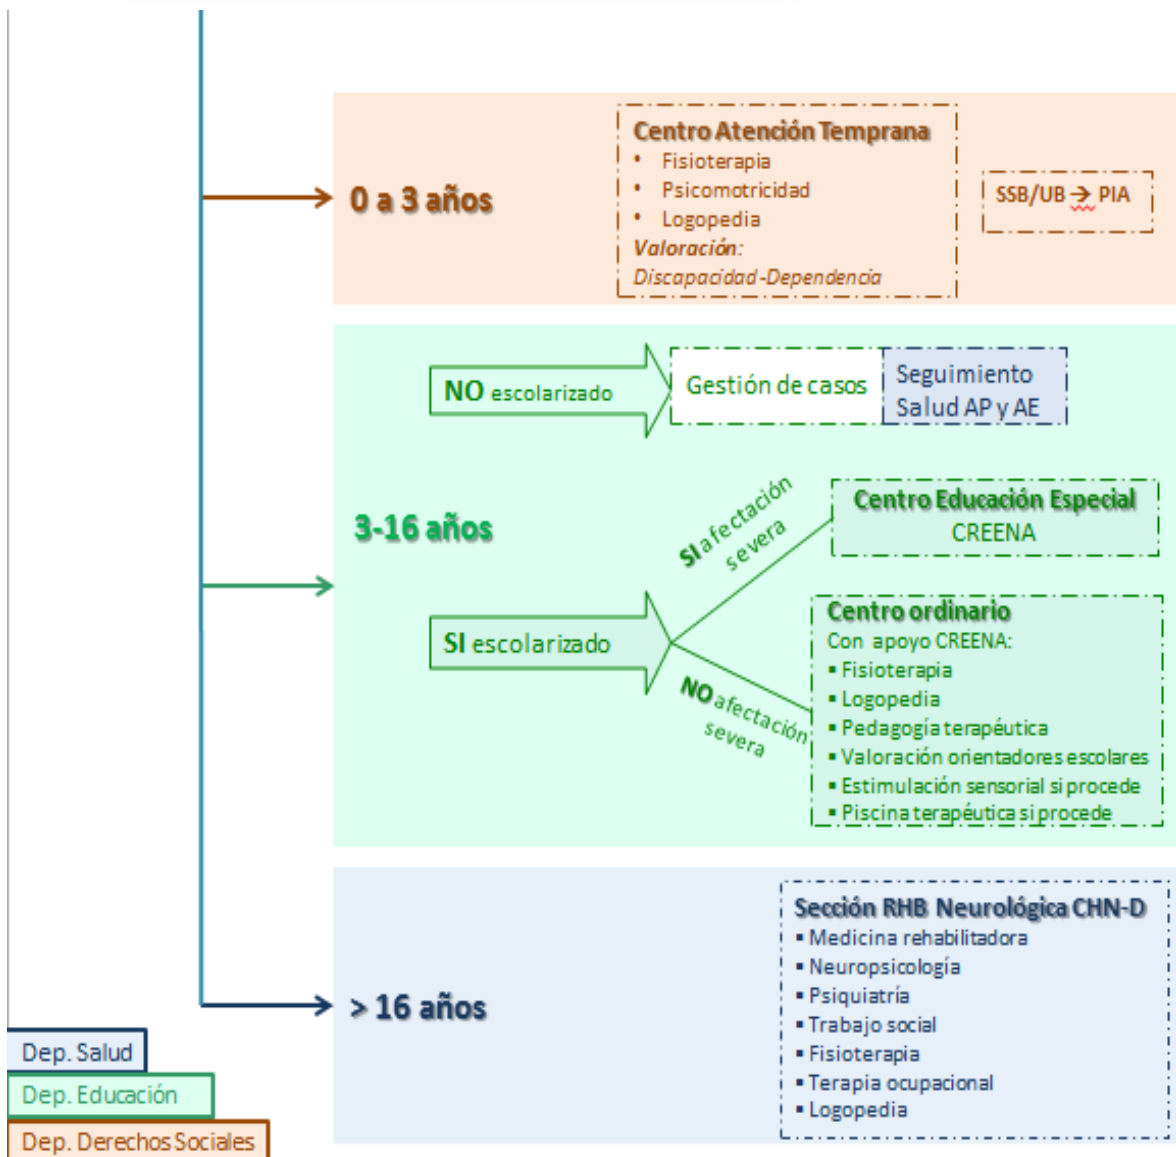 0 a 3 años
Centro Atención Temprana
• Fisioterapia
• Psicomotricidad
• Logopedia
Valoración:
Discapacidad-Dependencia
SSB/UB → PIA
3-16 años
NO escolarizado
Gestión de casos
Seguimiento
Salud AP y AE
SI escolarizado
SI afectación
severa
Centro Educación Especial
CREENA
NO afectación
severa
Centro ordinario
Con apoyo CREENA:
▪ Fisioterapia
▪ Logopedia
▪ Pedagogía terapéutica
▪ Valoración orientadores escolares
▪ Estimulación sensorial si procede
▪ Piscina terapéutica si procede
> 16 años
Sección RHB Neurológica CHN-D
▪ Medicina rehabilitadora
▪ Neuropsicología
▪ Psiquiatría
▪ Trabajo social
▪ Fisioterapia
▪ Terapia ocupacional
▪ Logopedia
Dep. Salud
Dep. Educación
Dep. Derechos Sociales